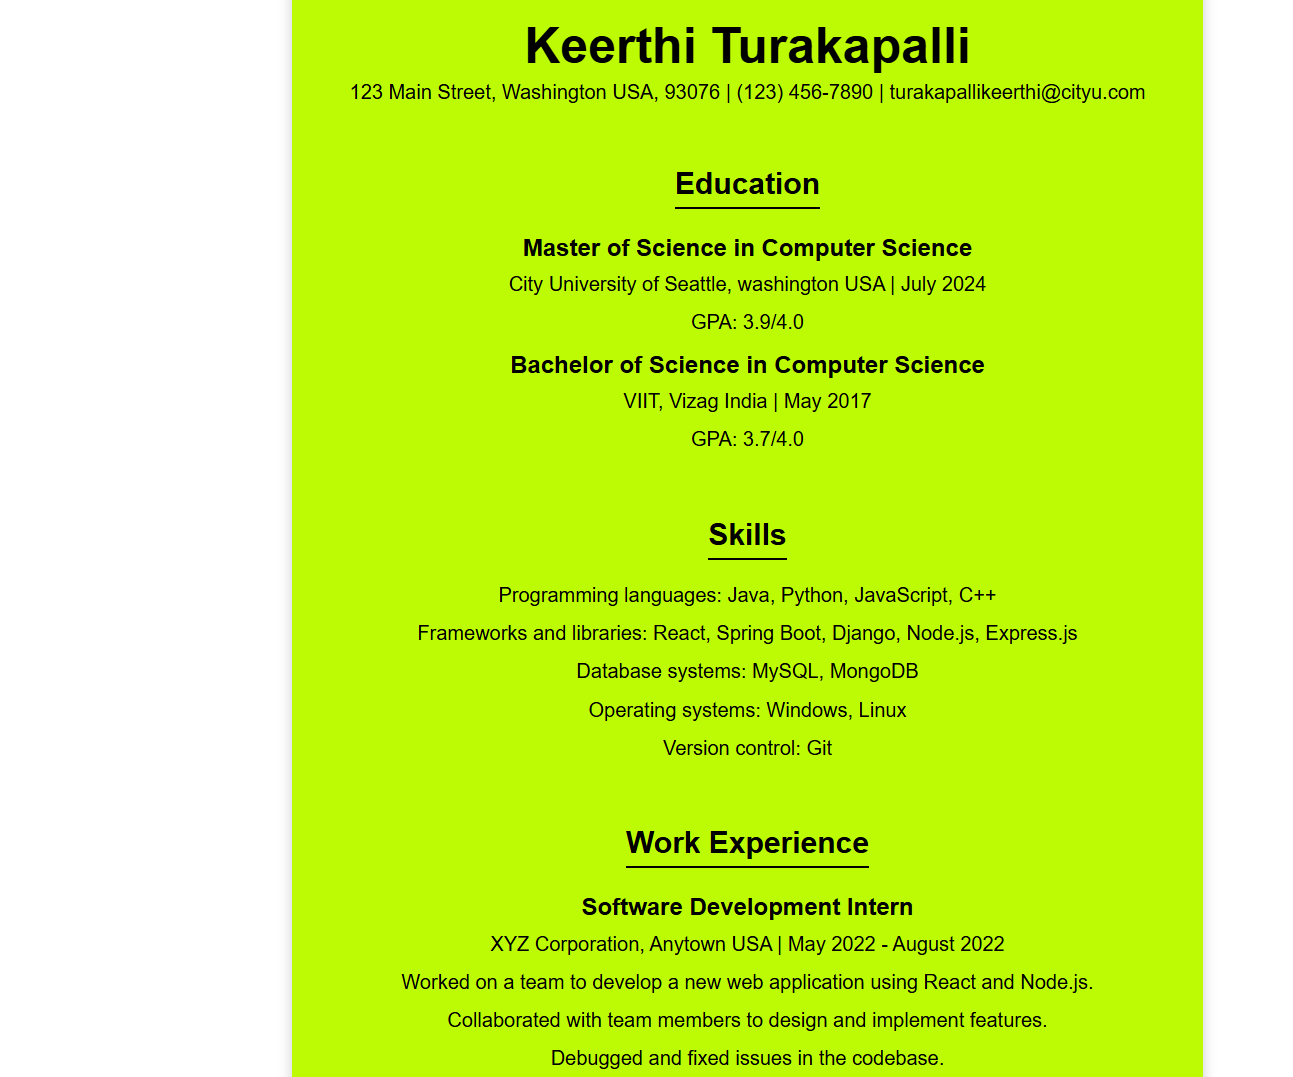 Keerthi Turakapalli
123 Main Street, Washington USA, 93076 | (123) 456-7890 | turakapallikeerthi@cityu.com
Education
Master of Science in Computer Science
City University of Seattle, washington USA | July 2024
GPA: 3.9/4.0
Bachelor of Science in Computer Science
VIIT, Vizag India | May 2017
GPA: 3.7/4.0
Skills
Programming languages: Java, Python, JavaScript, C++
Frameworks and libraries: React, Spring Boot, Django, Node.js, Express.js
Database systems: MySQL, MongoDB
Operating systems: Windows, Linux
Version control: Git
Work Experience
Software Development Intern
XYZ Corporation, Anytown USA | May 2022 - August 2022
Worked on a team to develop a new web application using React and Node.js.
Collaborated with team members to design and implement features.
Debugged and fixed issues in the codebase.